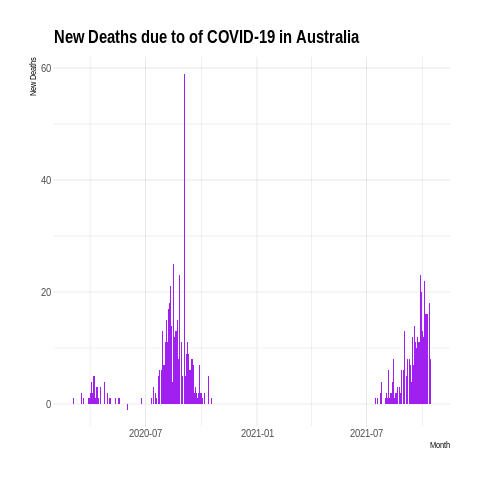 New Deaths due to of COVID-19 in Australia
New Deaths
60
40
20
0
2020-07
2021-01
2021-07
Month